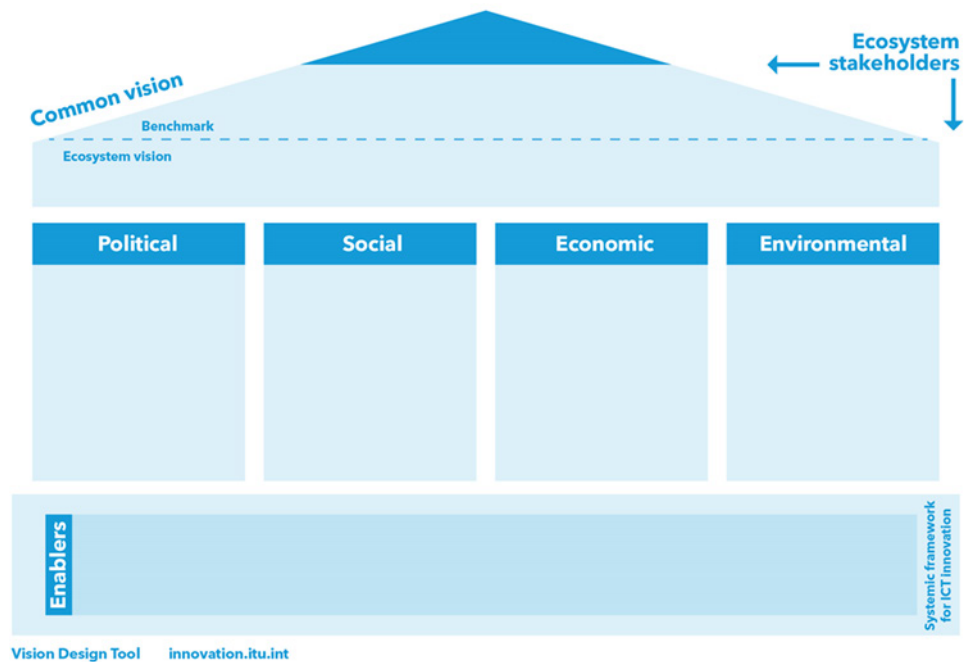 Ecosystem
stakeholders
Common vision
Benchmark
Ecosystem vision
Political
Social
Economic
Environmental
Enablers
Systemic framework
for ICT innovation
Vision Design Tool
innovation.itu.int